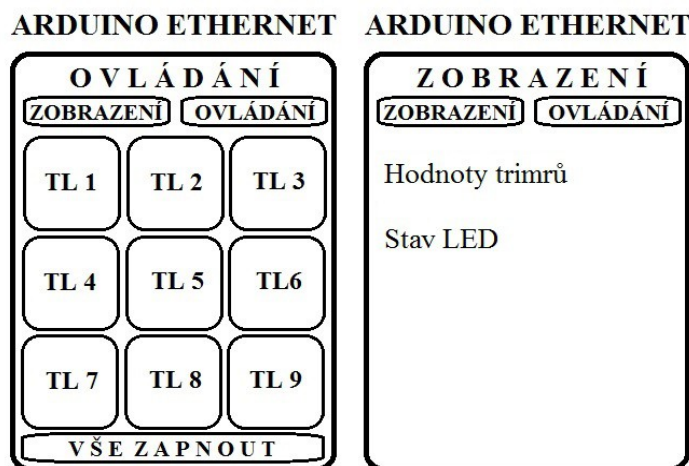 ARDUINO ETHERNET
O V L Á D Á N Í
ZOBRAZENÍ OVLÁDÁNÍ
TL 1 TL 2 TL 3
TL 4 TL 5 TL6
TL 7 TL 8 TL 9
V Š E Z A P N O U T
ARDUINO ETHERNET
Z O B R A Z E N Í
ZOBRAZENÍ OVLÁDÁNÍ
Hodnoty trimrů
Stav LED